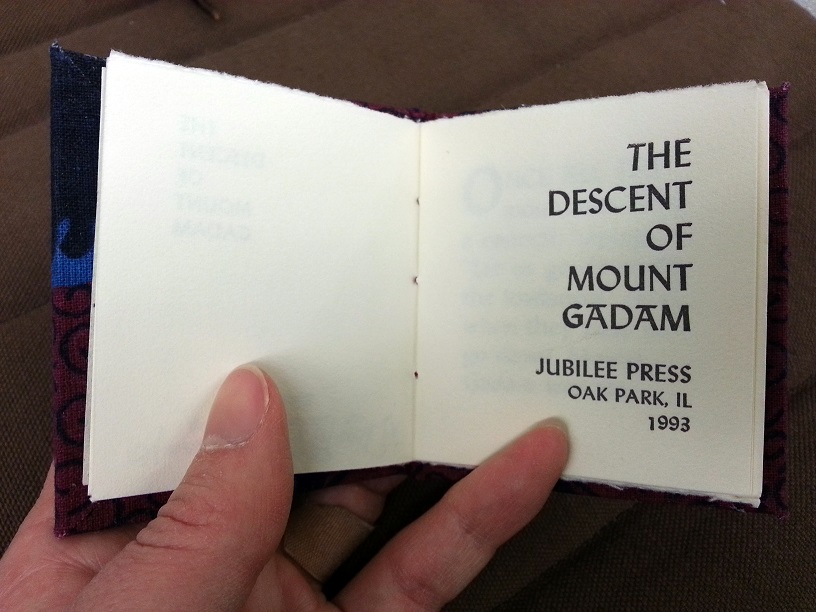 THE
DESCENT
OF
MOUNT
GADAM
JUBILEE PRESS
OAK PARK, IL
1993